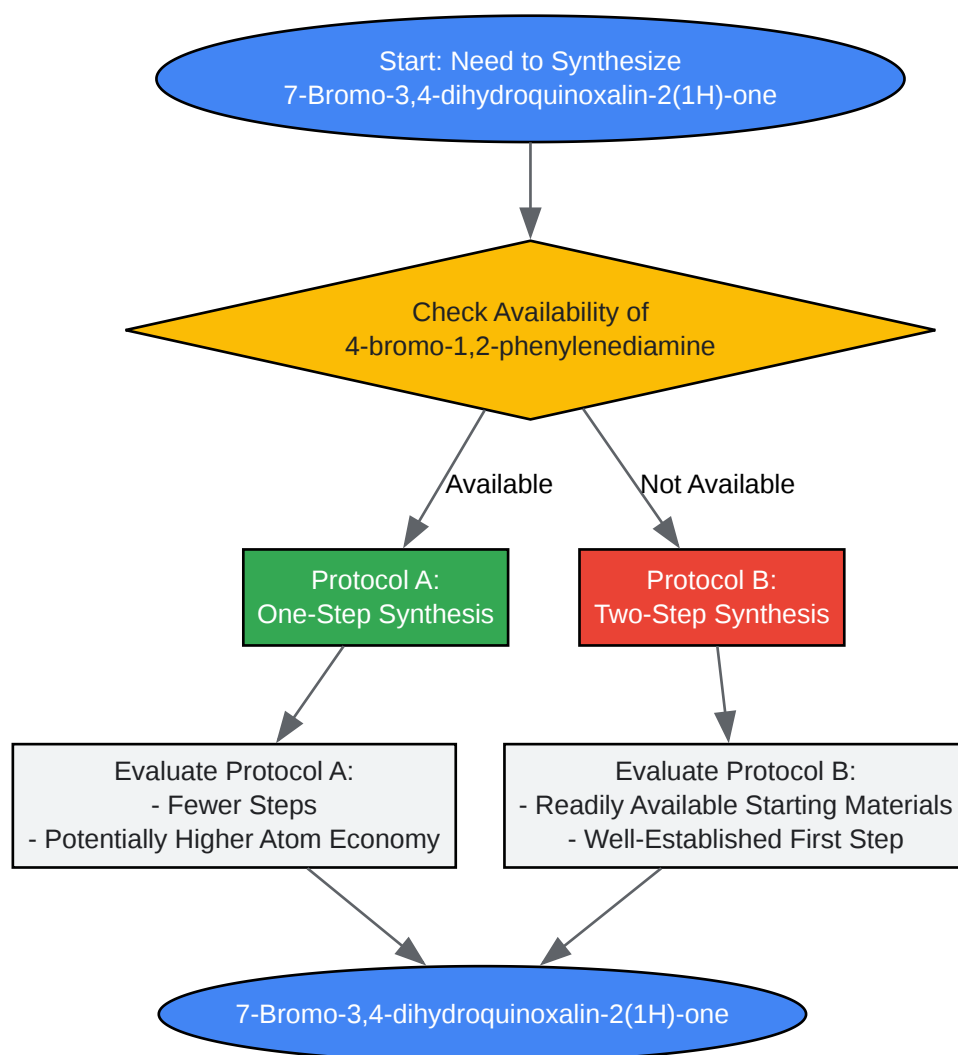 Start: Need to Synthesize
7-Bromo-3,4-dihydroquinoxalin-2(1H)-one
Check Availability of
4-bromo-1,2-phenylenediamine
Available
Not Available
Protocol A:
One-Step Synthesis
Protocol B:
Two-Step Synthesis
Evaluate Protocol A:
- Fewer Steps
- Potentially Higher Atom Economy
Evaluate Protocol B:
- Readily Available Starting Materials
- Well-Established First Step
7-Bromo-3,4-dihydroquinoxalin-2(1H)-one